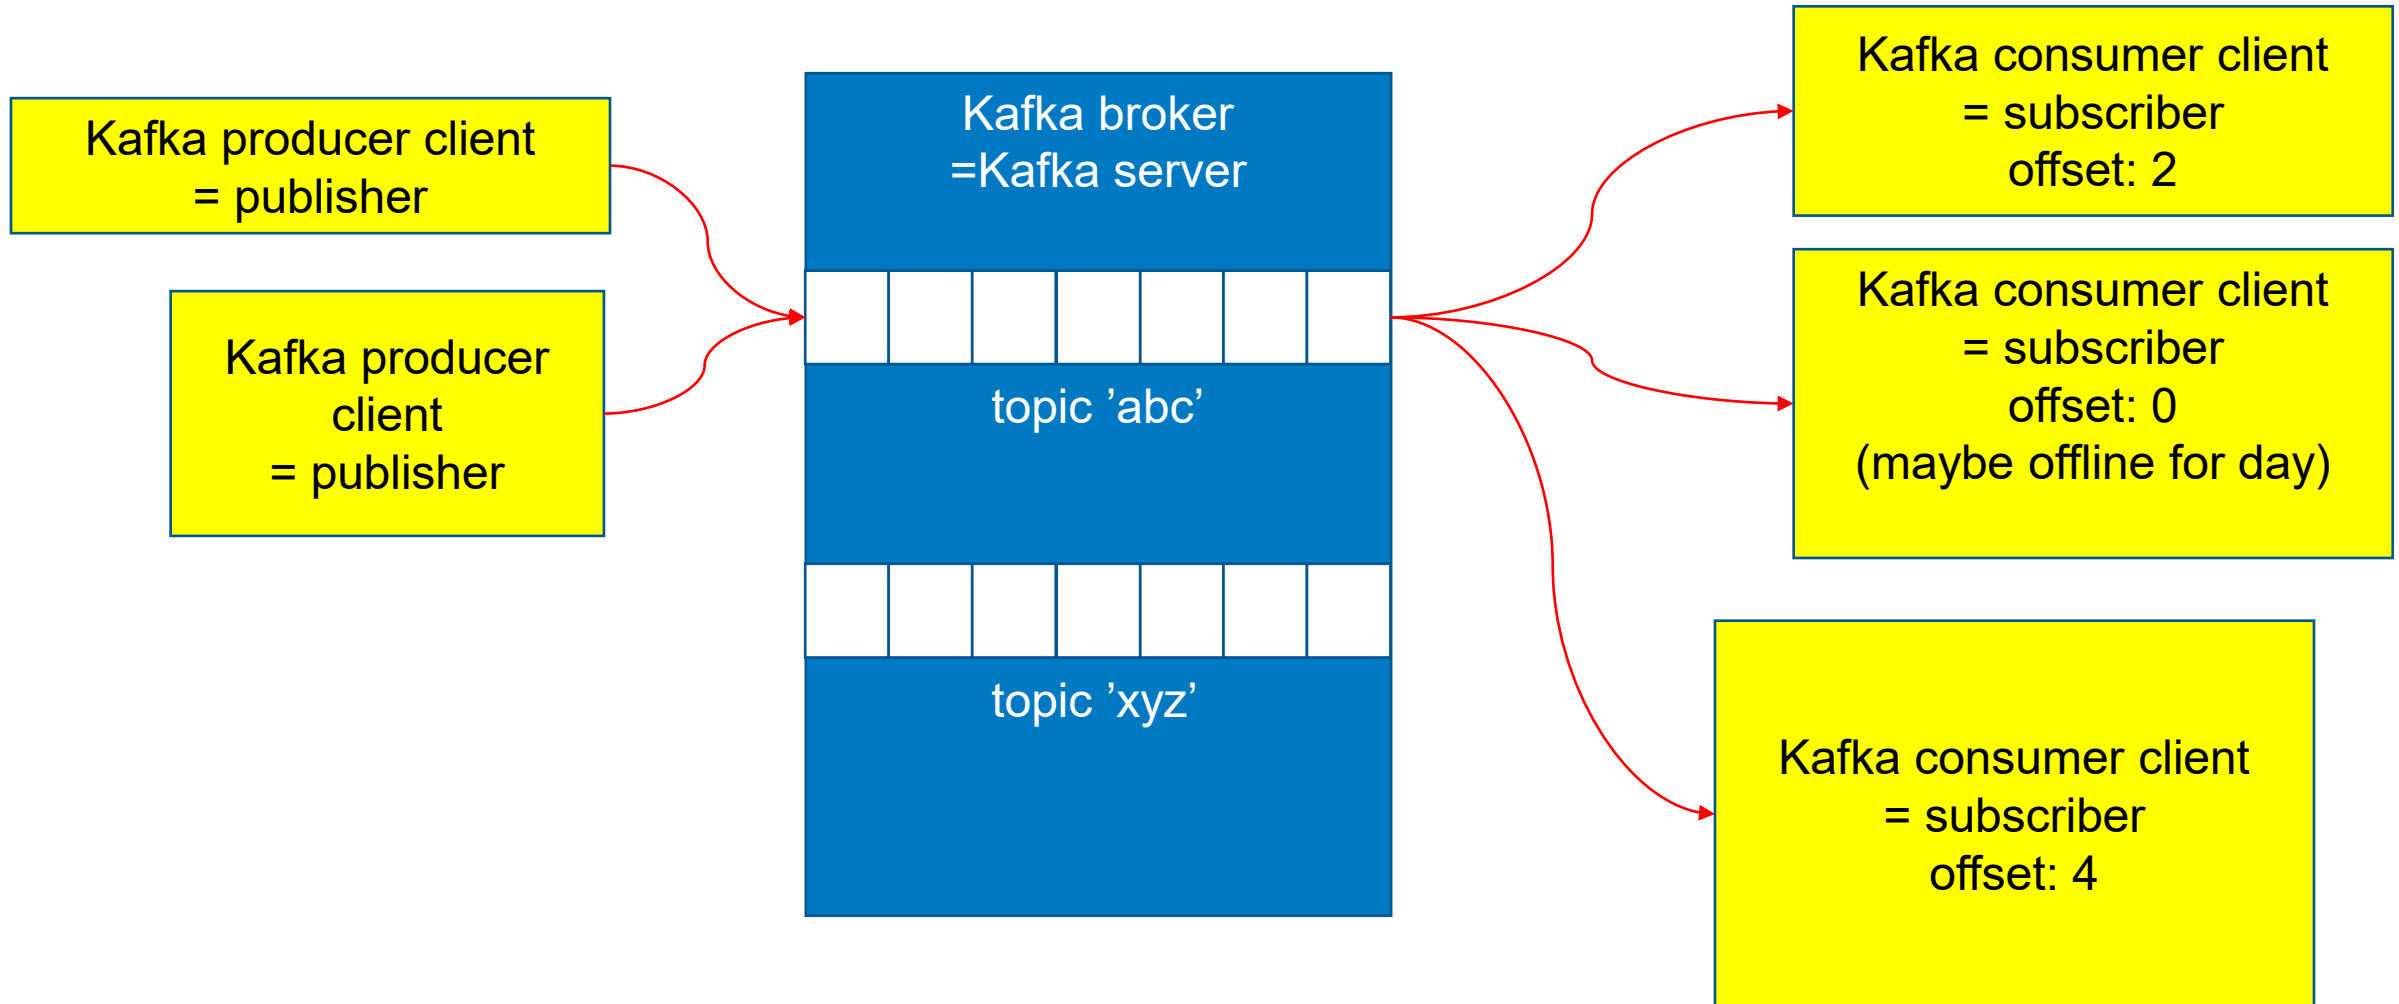 Kafka producer client
= publisher
Kafka producer
client
= publisher
Kafka broker
=Kafka server
topic ’abc’
topic ’xyz’
Kafka consumer client
= subscriber
offset: 2
Kafka consumer client
= subscriber
offset: 0
(maybe offline for day)
Kafka consumer client
= subscriber
offset: 4